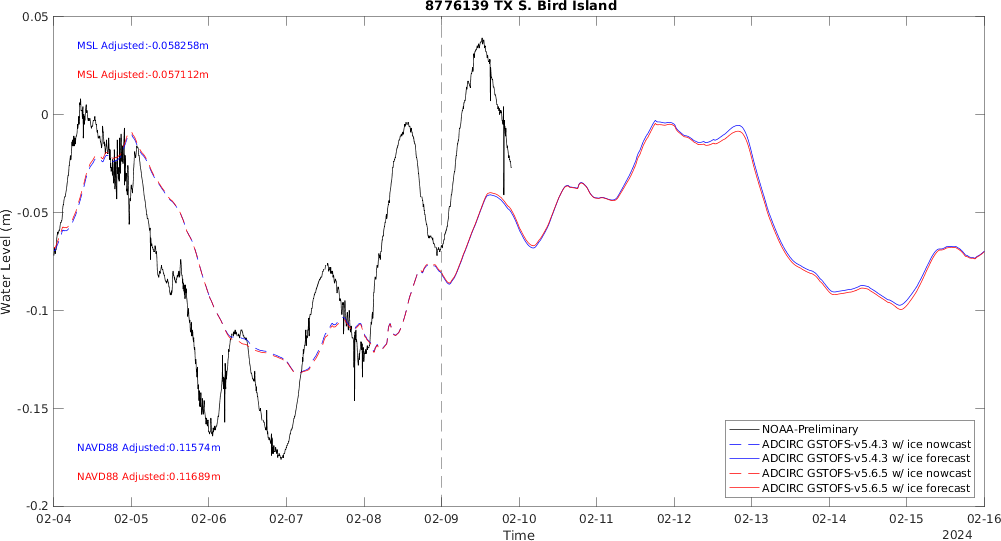 8776139 TX S. Bird Island
0.05
0
-0.05
-0.1
-0.15
-0.2
Water Level (m)
MSL Adjusted:-0.058258m
MSL Adjusted:-0.057112m
NAVD88 Adjusted:0.11574m
NAVD88 Adjusted:0.11689m
NOAA-Preliminary
ADCIRC GSTOFS-v5.4.3 w/ ice nowcast
ADCIRC GSTOFS-v5.4.3 w/ ice forecast
ADCIRC GSTOFS-v5.6.5 w/ ice nowcast
ADCIRC GSTOFS-v5.6.5 w/ ice forecast
02-04 02-05 02-06 02-07 02-08 02-09 02-10 02-11 02-12 02-13 02-14 02-15 02-16
Time
2024